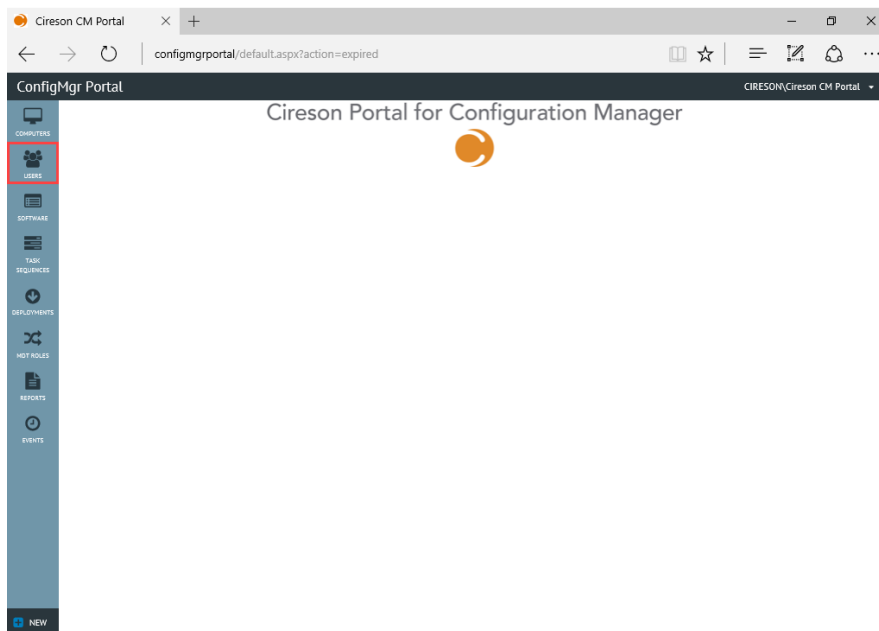 Cireson CM Portal
configmgrportal/default.aspx?action=expired
ConfigMgr Portal
CIRESON\Cireson CM Portal
Cireson Portal for Configuration Manager
COMPUTERS
USERS
SOFTWARE
TASK
SEQUENCES
DEPLOYMENTS
MDT ROLES
REPORTS
EVENTS
NEW